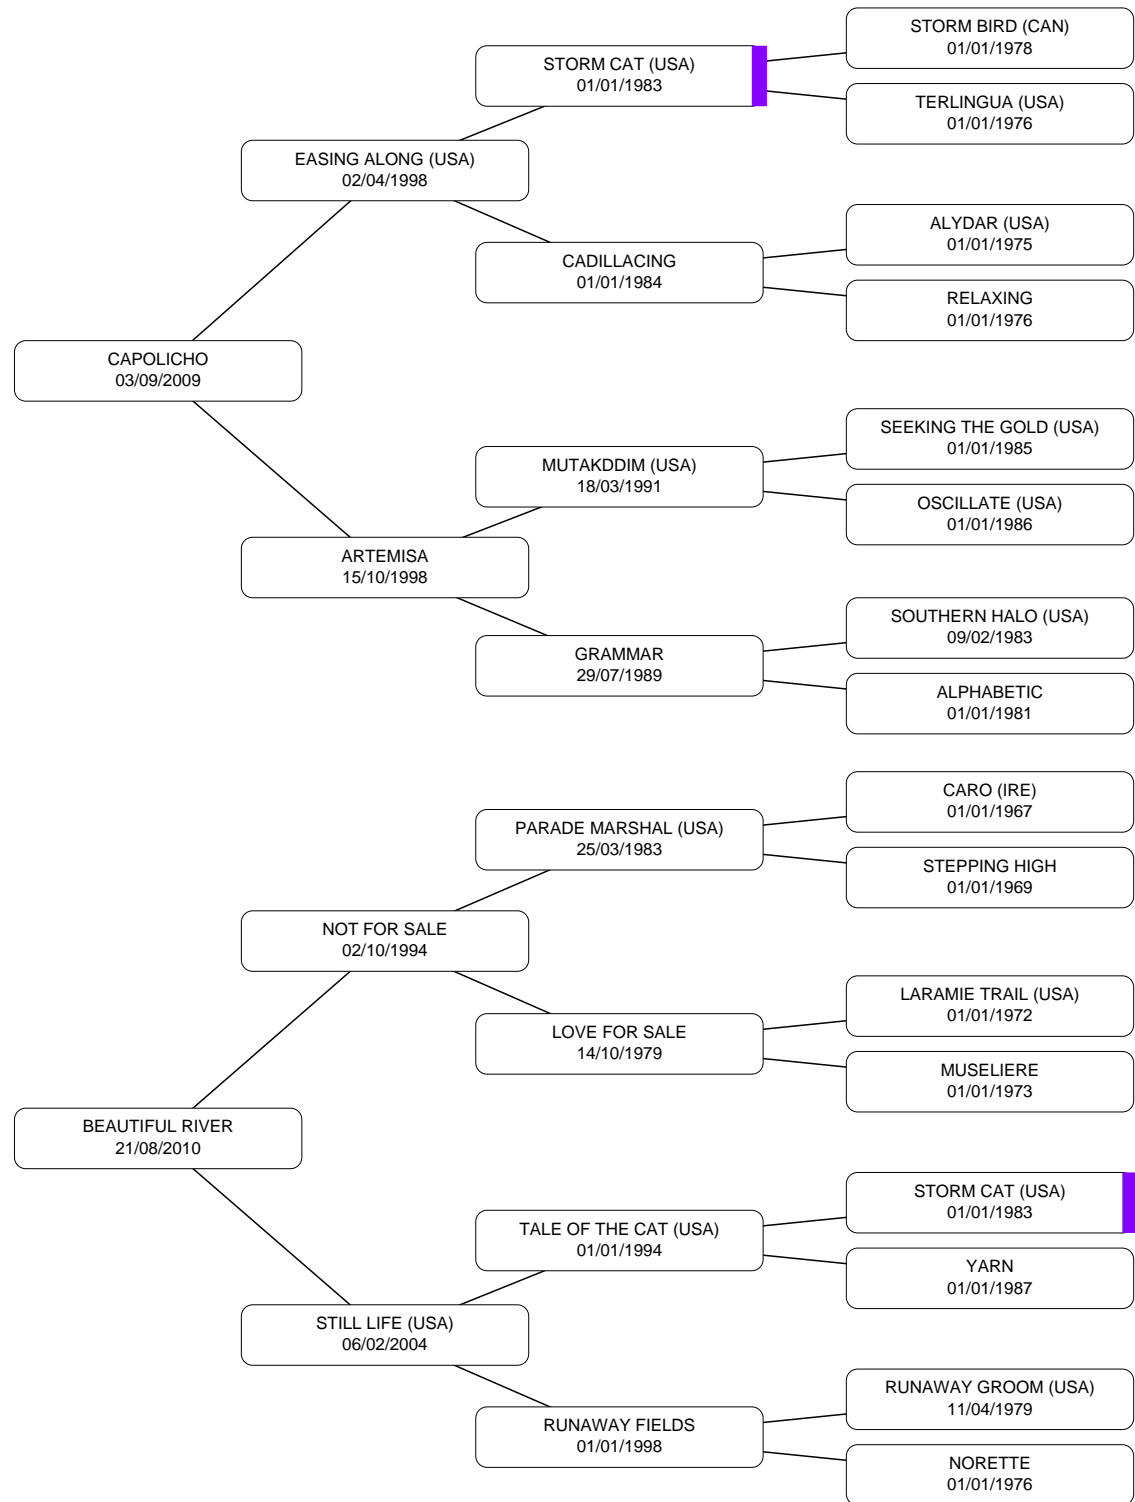 STORM BIRD (CAN)
01/01/1978
STORM CAT (USA)
01/01/1983
TERLINGUA (USA)
01/01/1976
EASING ALONG (USA)
02/04/1998
ALYDAR (USA)
01/01/1975
CADILLACING
01/01/1984
RELAXING
01/01/1976
CAPOLICHO
03/09/2009
SEEKING THE GOLD (USA)
01/01/1985
MUTAKDDIM (USA)
18/03/1991
OSCILLATE (USA)
01/01/1986
ARTEMISA
15/10/1998
SOUTHERN HALO (USA)
09/02/1983
GRAMMAR
29/07/1989
ALPHABETIC
01/01/1981
CARO (IRE)
01/01/1967
PARADE MARSHAL (USA)
25/03/1983
STEPPING HIGH
01/01/1969
NOT FOR SALE
02/10/1994
LARAMIE TRAIL (USA)
01/01/1972
LOVE FOR SALE
14/10/1979
MUSELIERE
01/01/1973
BEAUTIFUL RIVER
21/08/2010
STORM CAT (USA)
01/01/1983
TALE OF THE CAT (USA)
01/01/1994
YARN
01/01/1987
STILL LIFE (USA)
06/02/2004
RUNAWAY GROOM (USA)
11/04/1979
RUNAWAY FIELDS
01/01/1998
NORETTE
01/01/1976